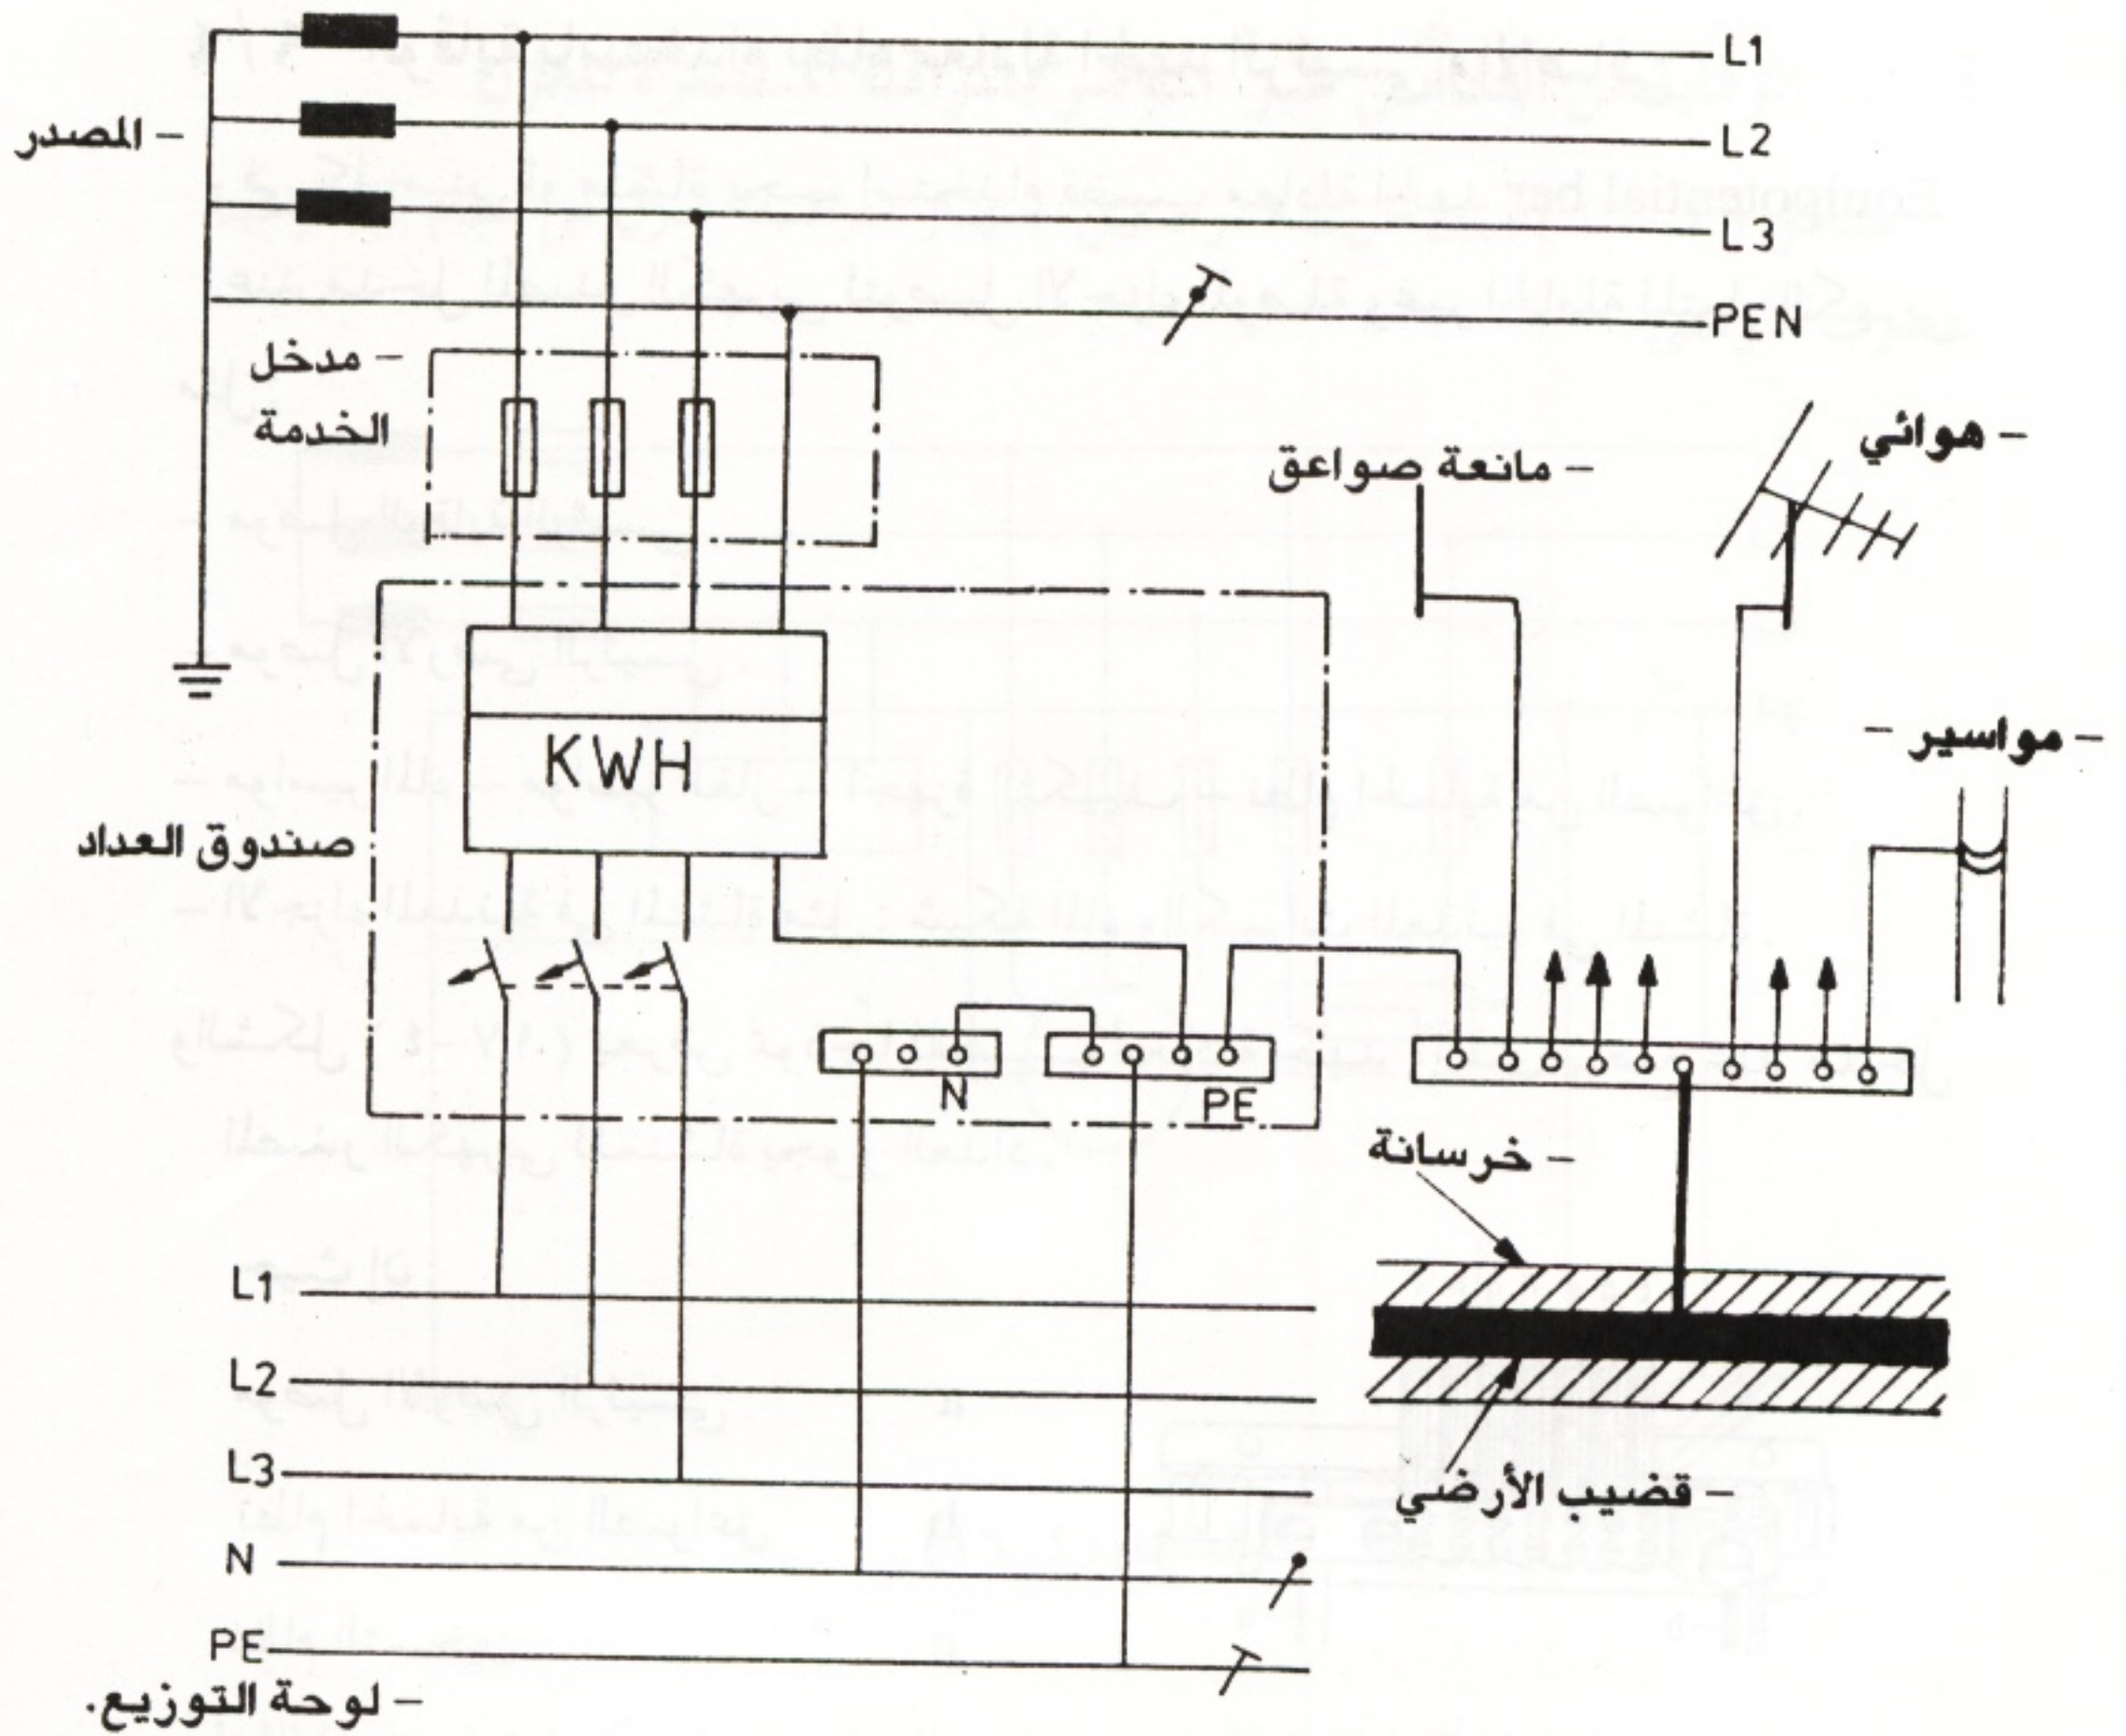 L1
– المصدر
L2
L3
PEN
– مدخل
الخدمة
– هوائي
– مانعة صواعق
KWH
– مواسير –
صندوق العداد
N
PE
– خرسانة
L1
L2
L3
– قضيب الأرضي
N
PE
– لوحة التوزيع.